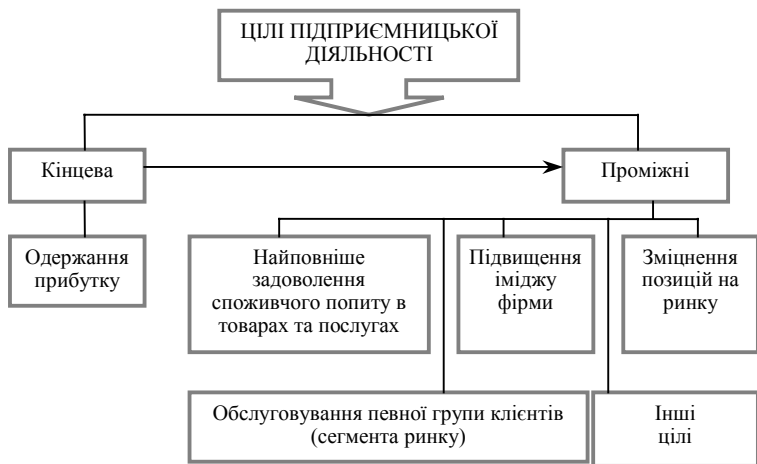 ЦІЛІ ПІДПРИЄМНИЦЬКОЇ
ДІЯЛЬНОСТІ
Кінцева
Проміжні
Одержання
прибутку
Найповніше
задоволення
споживчого попиту в
товарах та послугах
Підвищення
іміджу
фірми
Зміцнення
позицій на
ринку
Обслуговування певної групи клієнтів
(сегмента ринку)
Інші
цілі